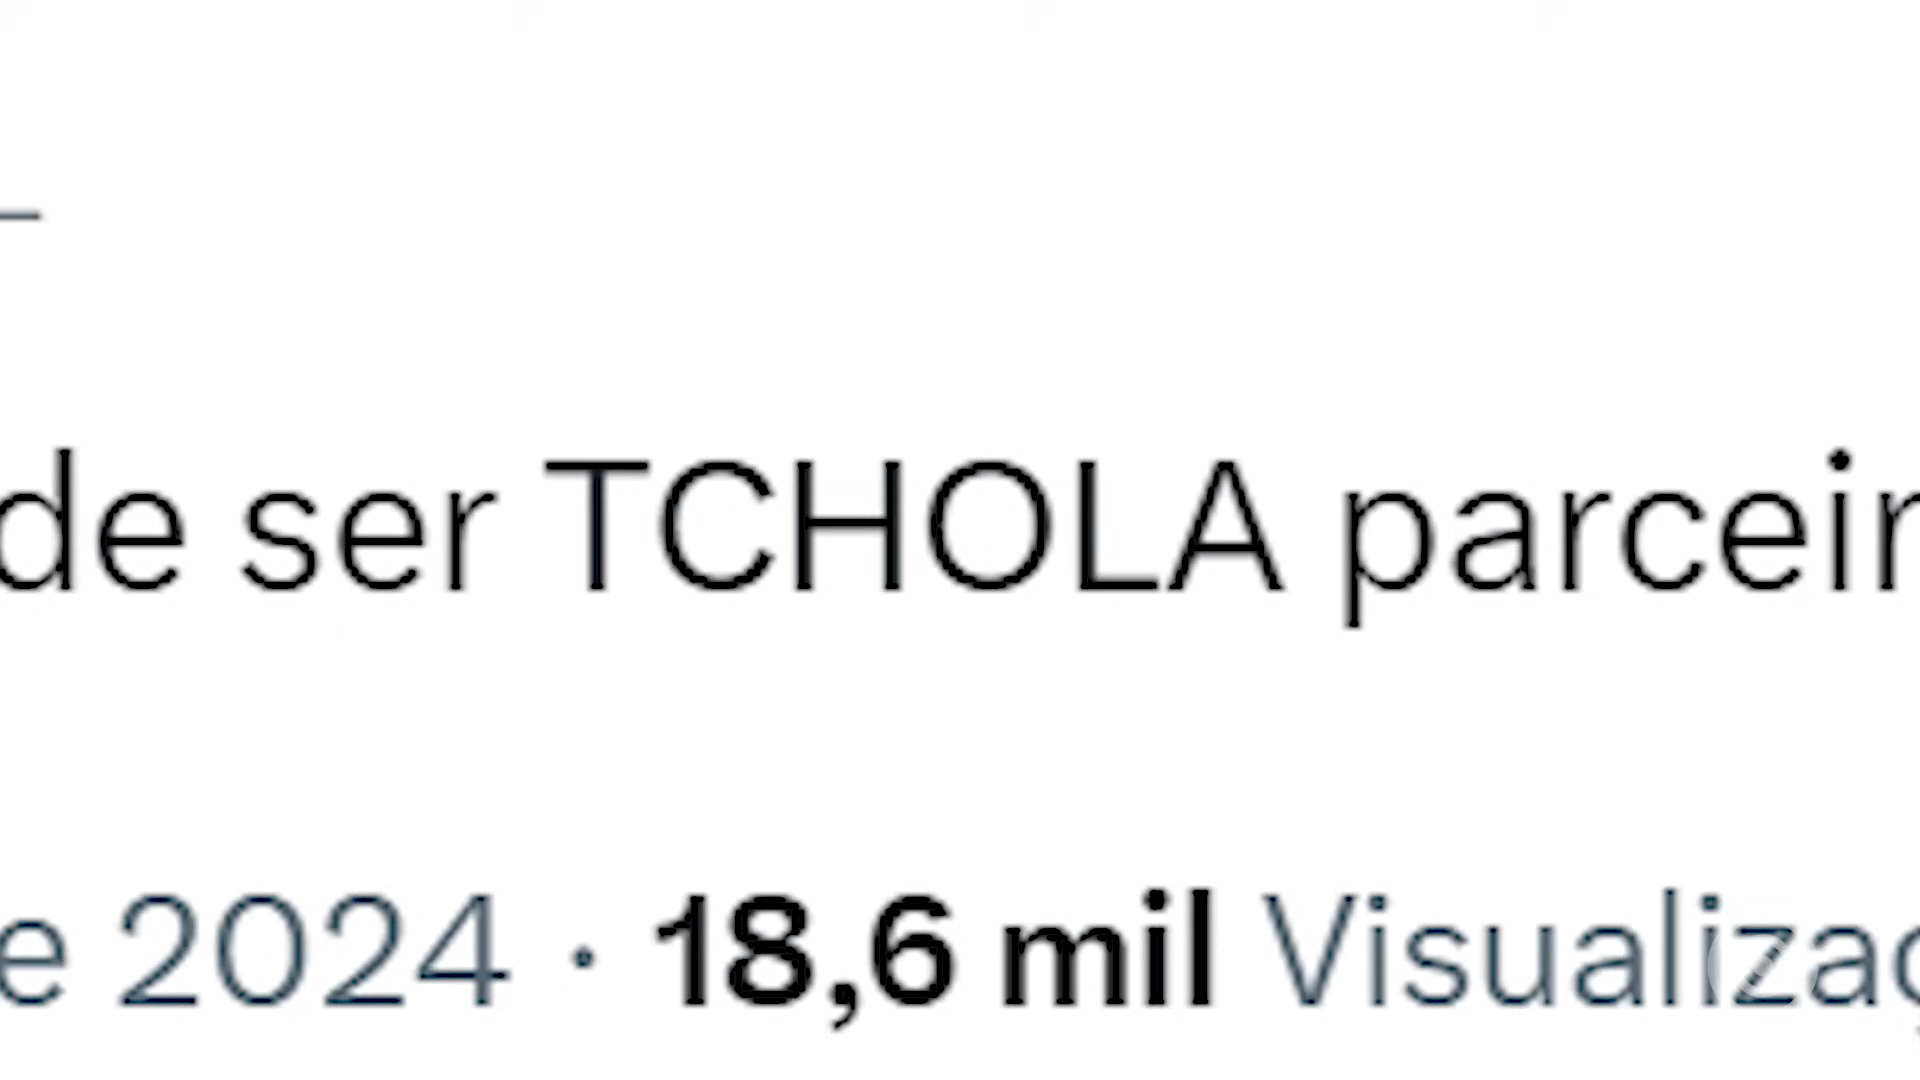 _
de ser TCHOLA parceir
e 2024 · 18,6 mil Visualizaç